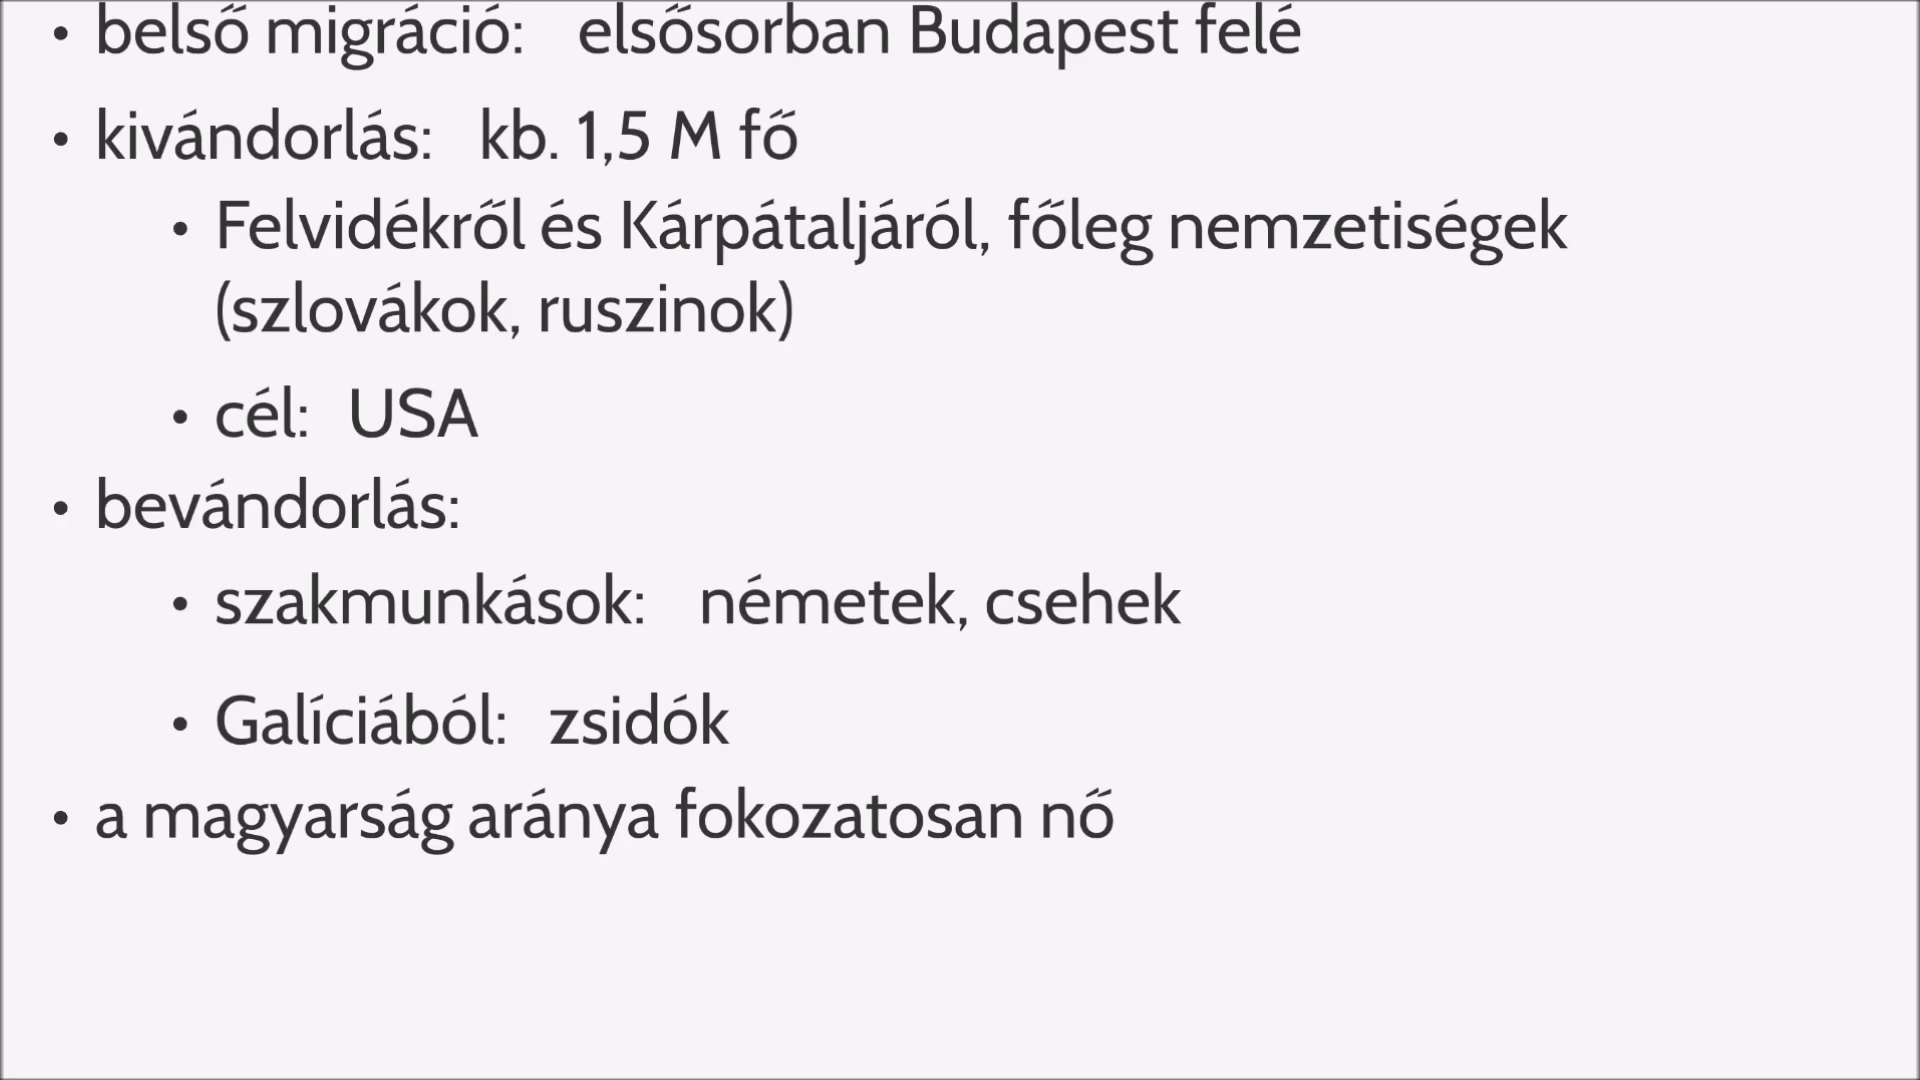 • belső migráció: elsősorban Budapest felé
• kivándorlás: kb. 1,5 M fő
• Felvidékről és Kárpátaljáról, főleg nemzetiségek
(szlovákok, ruszinok)
• cél: USA
• bevándorlás:
• szakmunkások: németek, csehek
• Galíciából: zsidók
• a magyarság aránya fokozatosan nő